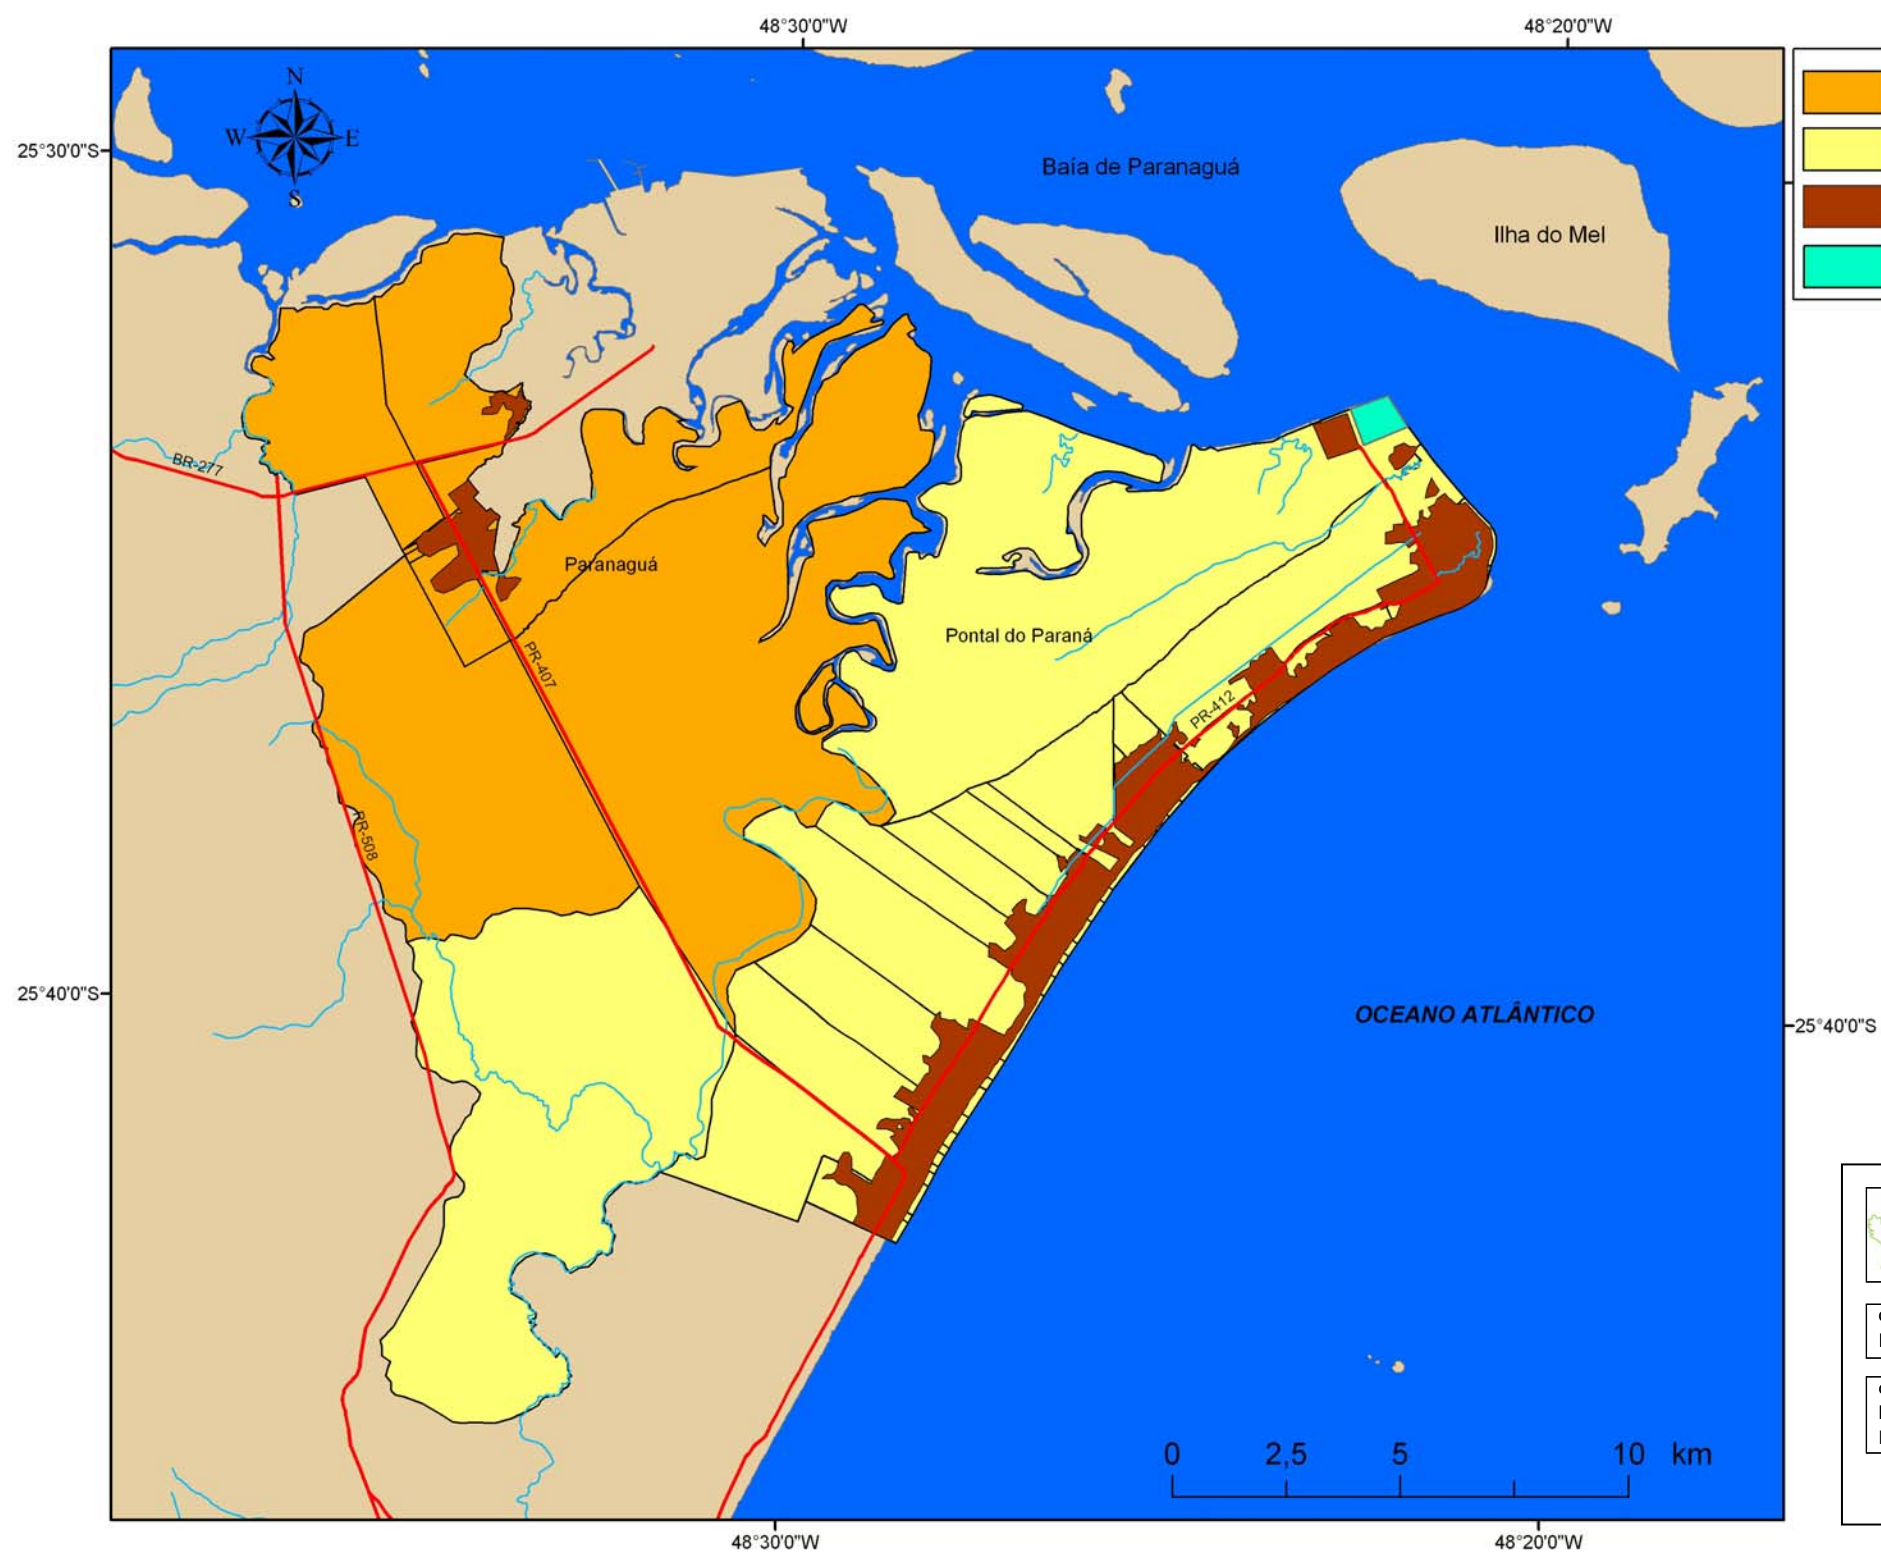 48°30'0"W
48°20'0"W
N
W
E
S
25°30'0"S
Baía de Paranaguá
Ilha do Mel
BR-277
Paranaguá
Pontal do Paraná
PR-407
PR-412
PR-508
25°40'0"S
OCEANO ATLÂNTICO
25°40'0"S
0
2,5
5
10
km
48°30'0"W
48°20'0"W